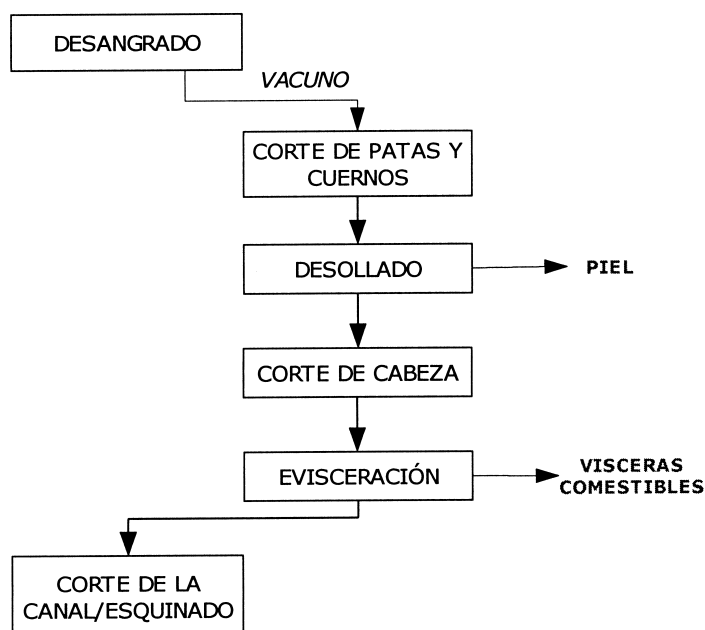 DESANGRADO
VACUNO
CORTE DE PATAS Y
CUERNOS
DESOLLADO
PIEL
CORTE DE CABEZA
EVISCERACIÓN
VISCERAS
COMESTIBLES
CORTE DE LA
CANAL/ESQUINADO